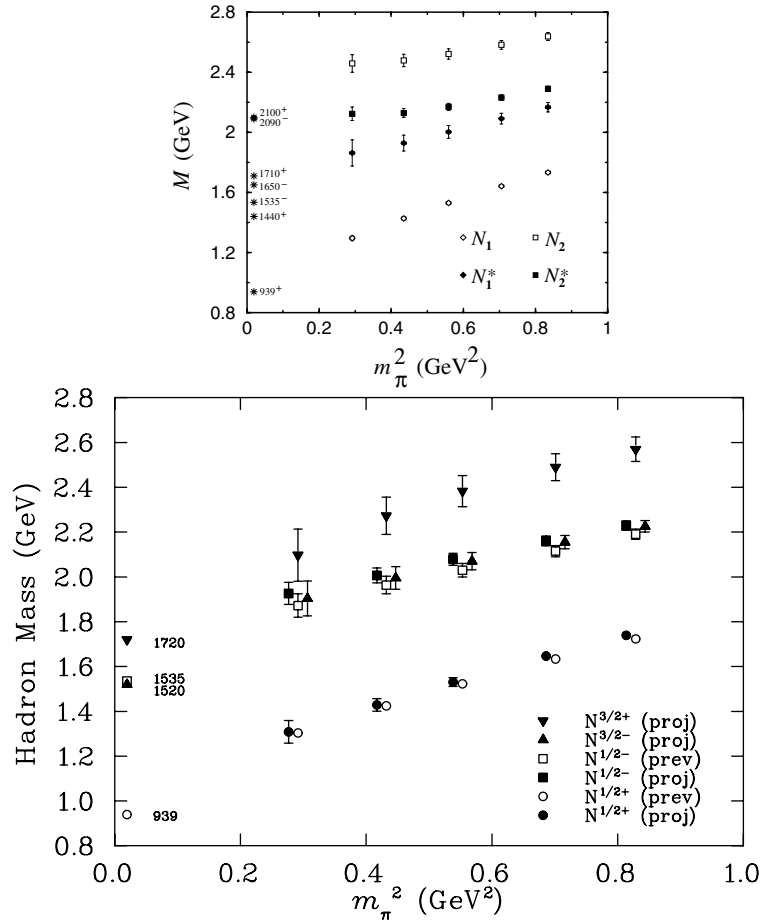 2.8
2.4
2
1.6
1.2
0.8
M (GeV)
2100⁺
2090⁻
1710⁺
1650⁻
1535⁻
1440⁺
939⁺
N₁ N₂
N₁* N₂*
0 0.2 0.4 0.6 0.8 1
m_π² (GeV²)
2.8
2.6
2.4
2.2
2.0
1.8
1.6
1.4
1.2
1.0
0.8
Hadron Mass (GeV)
1720
1535
1520
939
N³/²⁺ (proj)
N³/²⁻ (proj)
N¹/²⁻ (prev)
N¹/²⁻ (proj)
N¹/²⁺ (prev)
N¹/²⁺ (proj)
0.0 0.2 0.4 0.6 0.8 1.0
m_π² (GeV²)